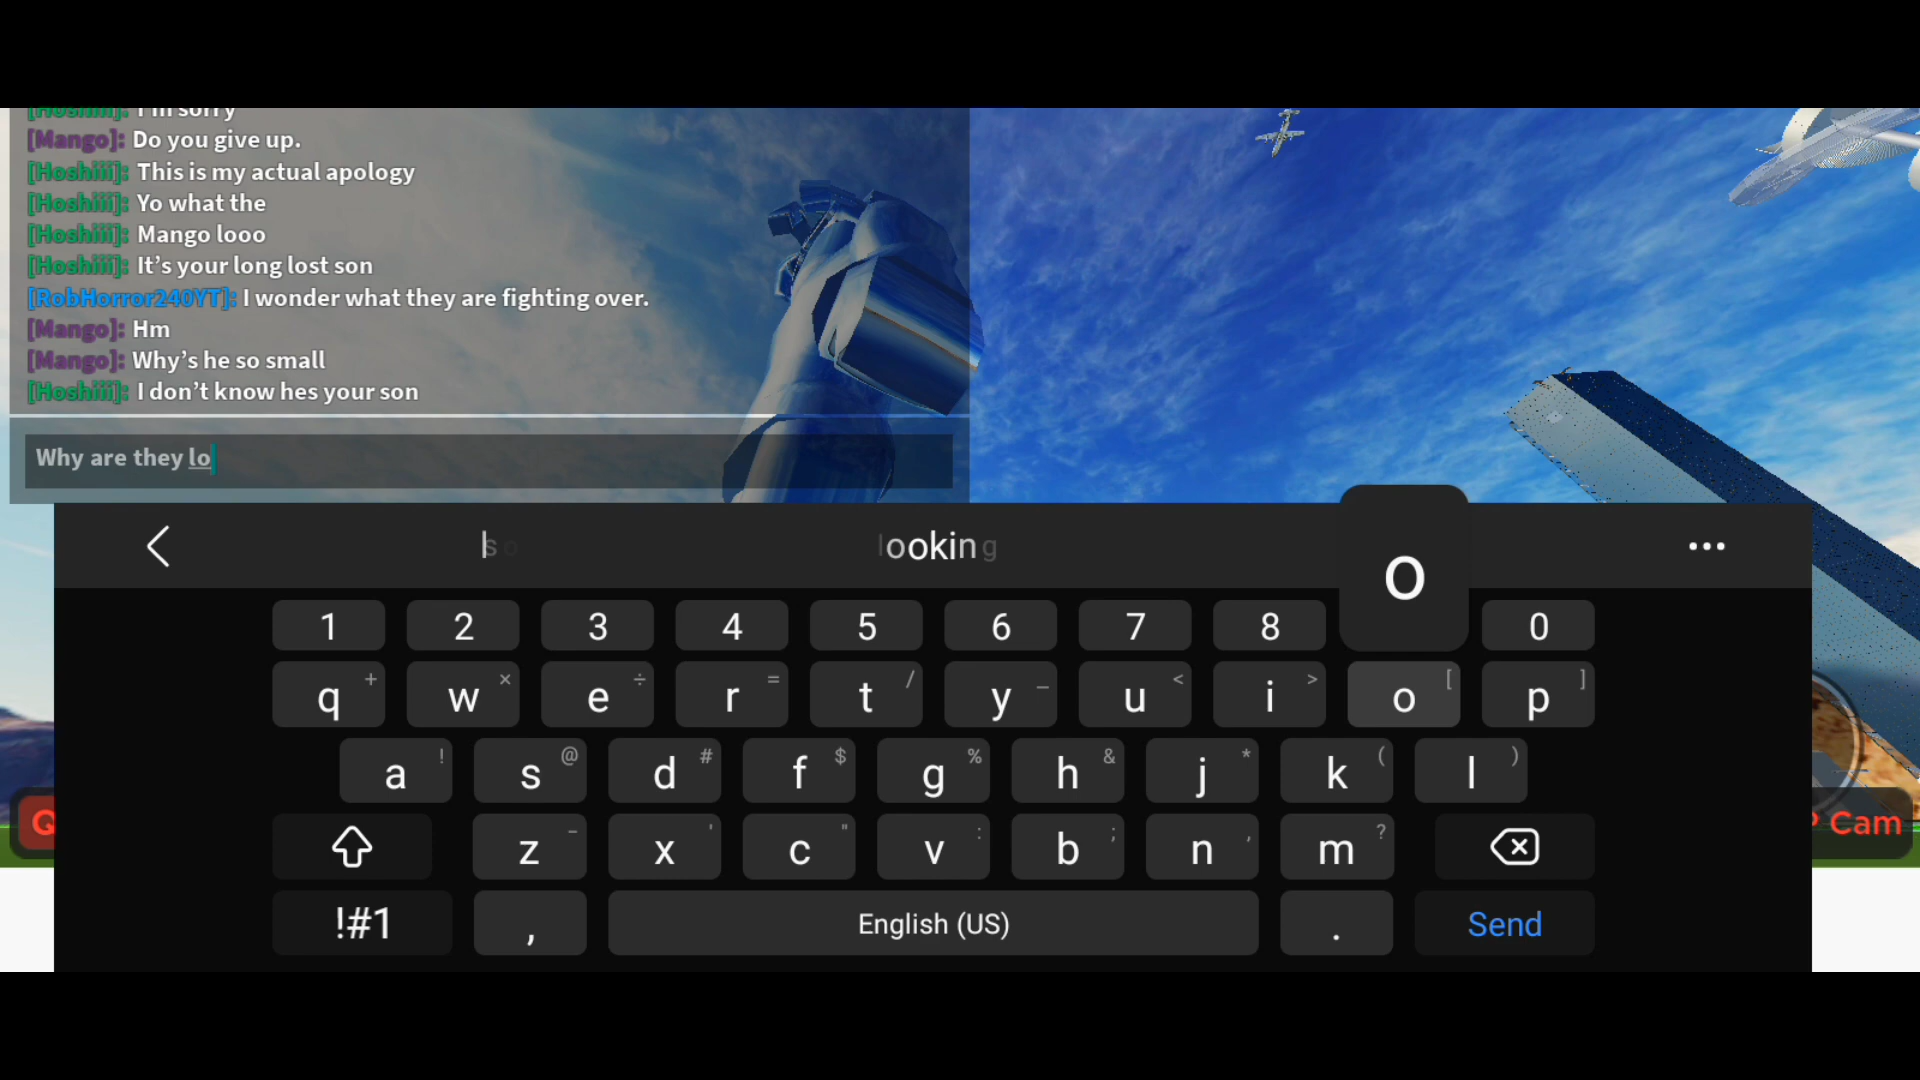 [Hoshiii]: I'm sorry
[Mango]: Do you give up.
[Hoshiii]: This is my actual apology
[Hoshiii]: Yo what the
[Hoshiii]: Mango looo
[Hoshiii]: It's your long lost son
[RobHorror240YT]: I wonder what they are fighting over.
[Mango]: Hm
[Mango]: Why's he so small
[Hoshiii]: I don't know hes your son
Why are they lo
looking
o
1 2 3 4 5 6 7 8 0
q + w × e ÷ r = t / y _ u < i > o [ p ]
a ! s @ d # f $ g % h & j * k ( l )
z - x ' c " v : b ; n , m ?
!#1 , English (US) . Send
Cam